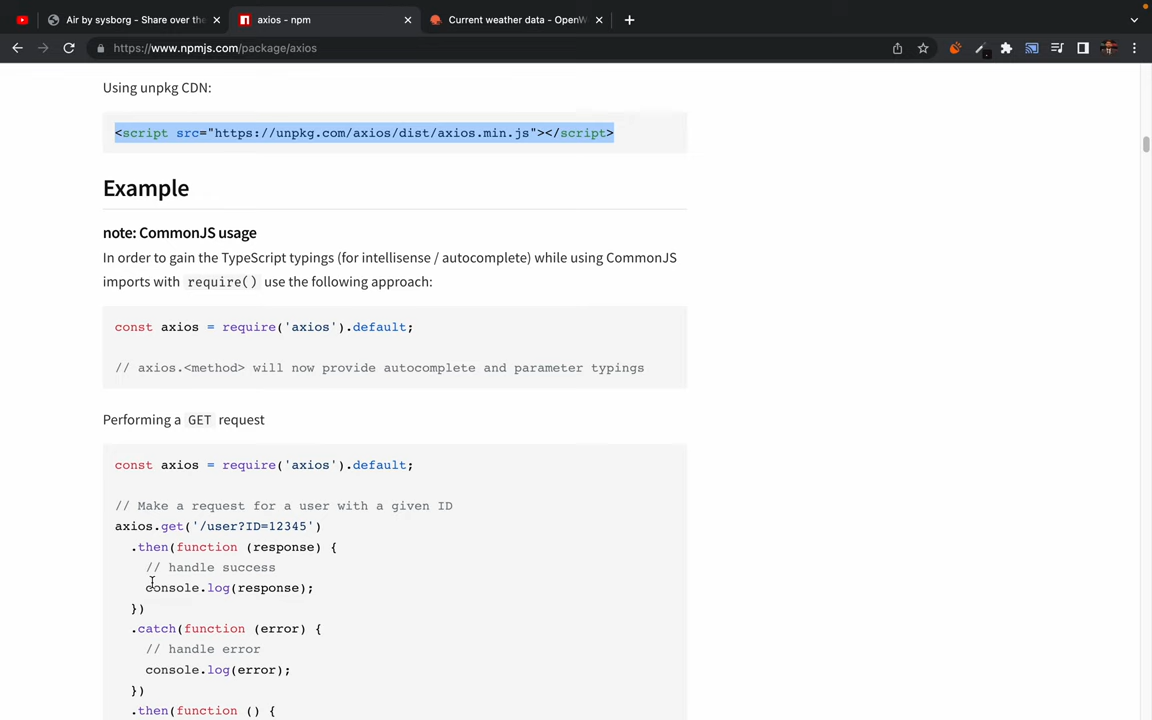 Air by sysborg - Share over the
axios - npm
Current weather data - OpenW
https://www.npmjs.com/package/axios
Using unpkg CDN:
<script src="https://unpkg.com/axios/dist/axios.min.js"></script>
Example
note: CommonJS usage
In order to gain the TypeScript typings (for intellisense / autocomplete) while using CommonJS
imports with require() use the following approach:
const axios = require('axios').default;
// axios.<method> will now provide autocomplete and parameter typings
Performing a GET request
const axios = require('axios').default;
// Make a request for a user with a given ID
axios.get('/user?ID=12345')
.then(function (response) {
// handle success
console.log(response);
})
.catch(function (error) {
// handle error
console.log(error);
})
.then(function () {